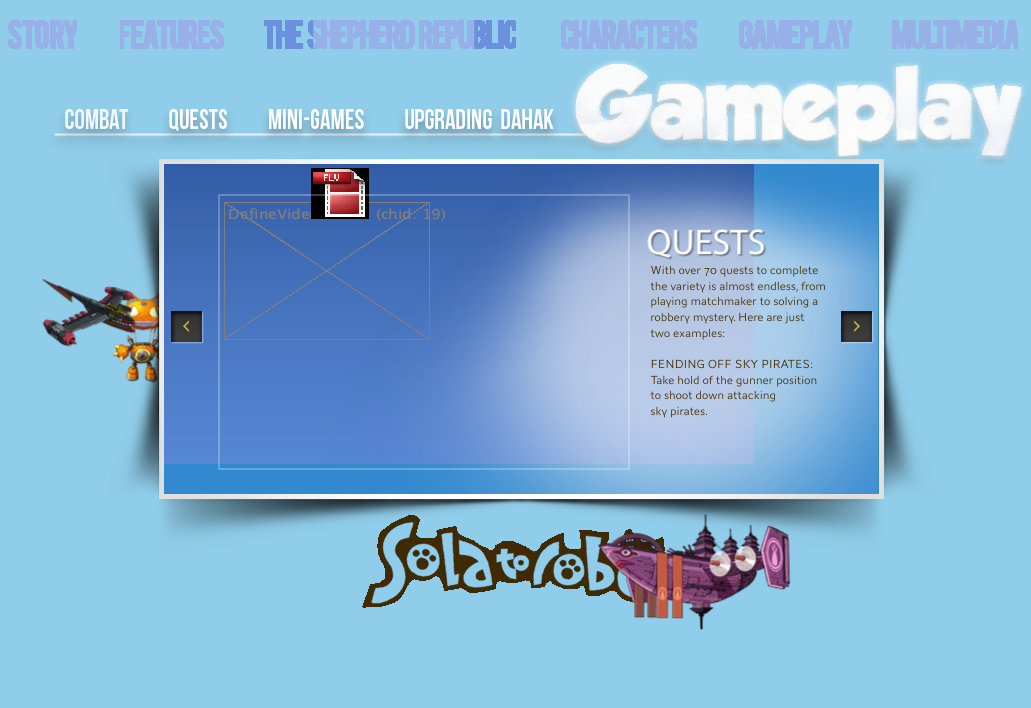 STORY FEATURES THE SHEPHERD REPUBLIC CHARACTERS GAMEPLAY MULTIMEDIA
Gameplay
COMBAT QUESTS MINI-GAMES UPGRADING DAHAK
FLV
DefineVide (chid: 19)
QUESTS
With over 70 quests to complete
the variety is almost endless, from
playing matchmaker to solving a
robbery mystery. Here are just
two examples:
FENDING OFF SKY PIRATES:
Take hold of the gunner position
to shoot down attacking
sky pirates.
Solatorob